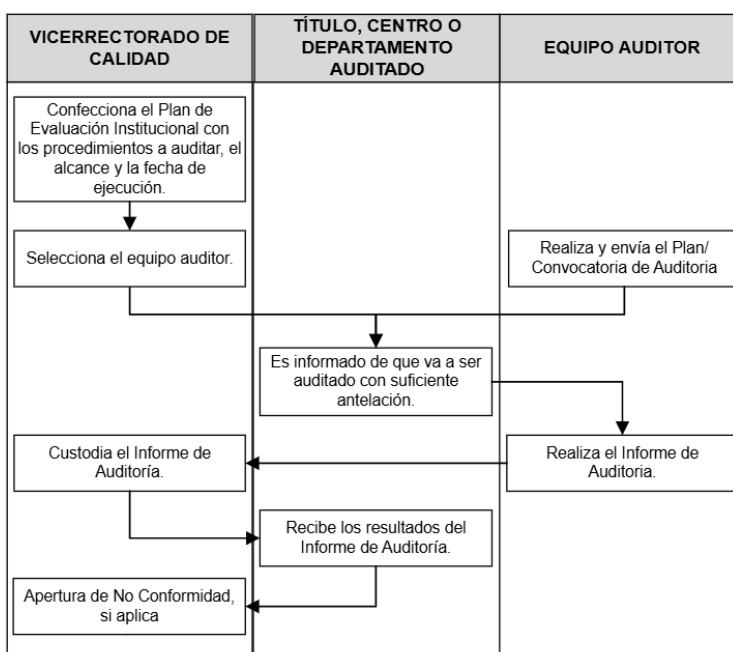 VICERRECTORADO DE
CALIDAD
TÍTULO, CENTRO O
DEPARTAMENTO
AUDITADO
EQUIPO AUDITOR
Confecciona el Plan de
Evaluación Institucional con
los procedimientos a auditar, el
alcance y la fecha de
ejecución.
Selecciona el equipo auditor.
Realiza y envía el Plan/
Convocatoria de Auditoria
Es informado de que va a ser
auditado con suficiente
antelación.
Custodia el Informe de
Auditoría.
Realiza el Informe de
Auditoria.
Recibe los resultados del
Informe de Auditoría.
Apertura de No Conformidad,
si aplica